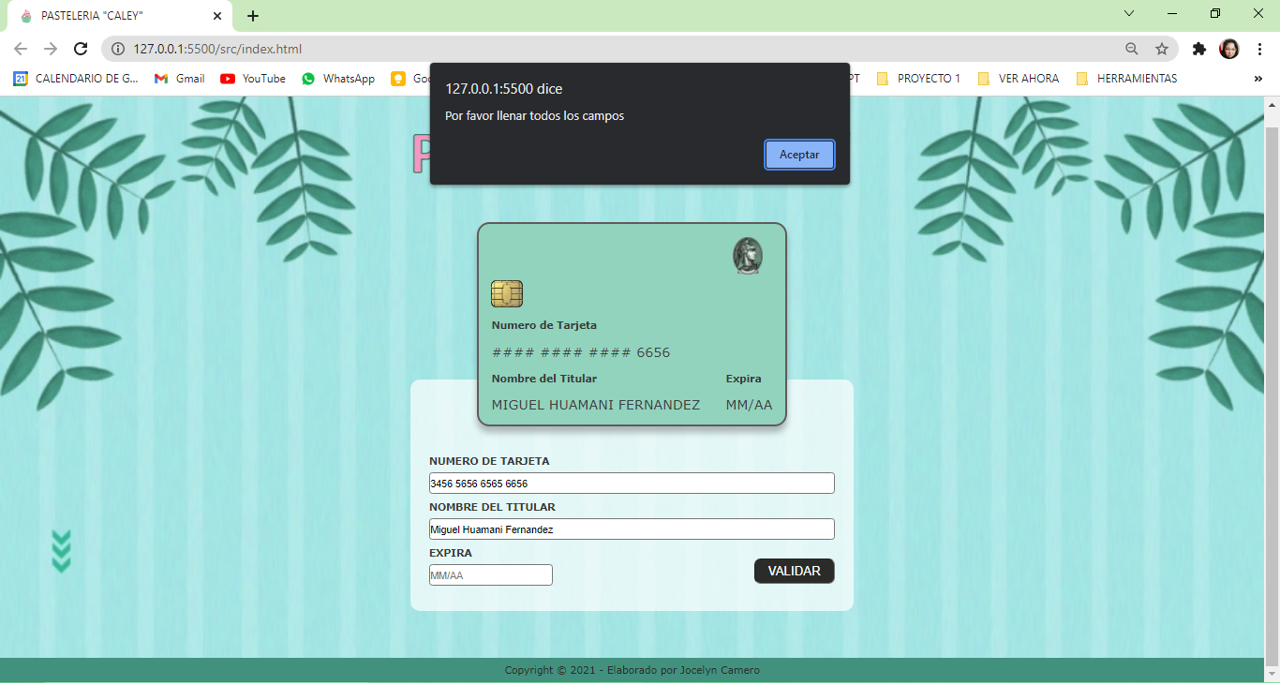 PASTELERIA "CALEY"
127.0.0.1:5500/src/index.html
CALENDARIO DE G...
Gmail
YouTube
WhatsApp
PROYECTO 1
VER AHORA
HERRAMIENTAS
127.0.0.1:5500 dice
Por favor llenar todos los campos
Aceptar
Numero de Tarjeta
#### #### #### 6656
Nombre del Titular Expira
MIGUEL HUAMANI FERNANDEZ MM/AA
NUMERO DE TARJETA
3456 5656 6565 6656
NOMBRE DEL TITULAR
Miguel Huamani Fernandez
EXPIRA
MM/AA
VALIDAR
Copyright © 2021 - Elaborado por Jocelyn Camero